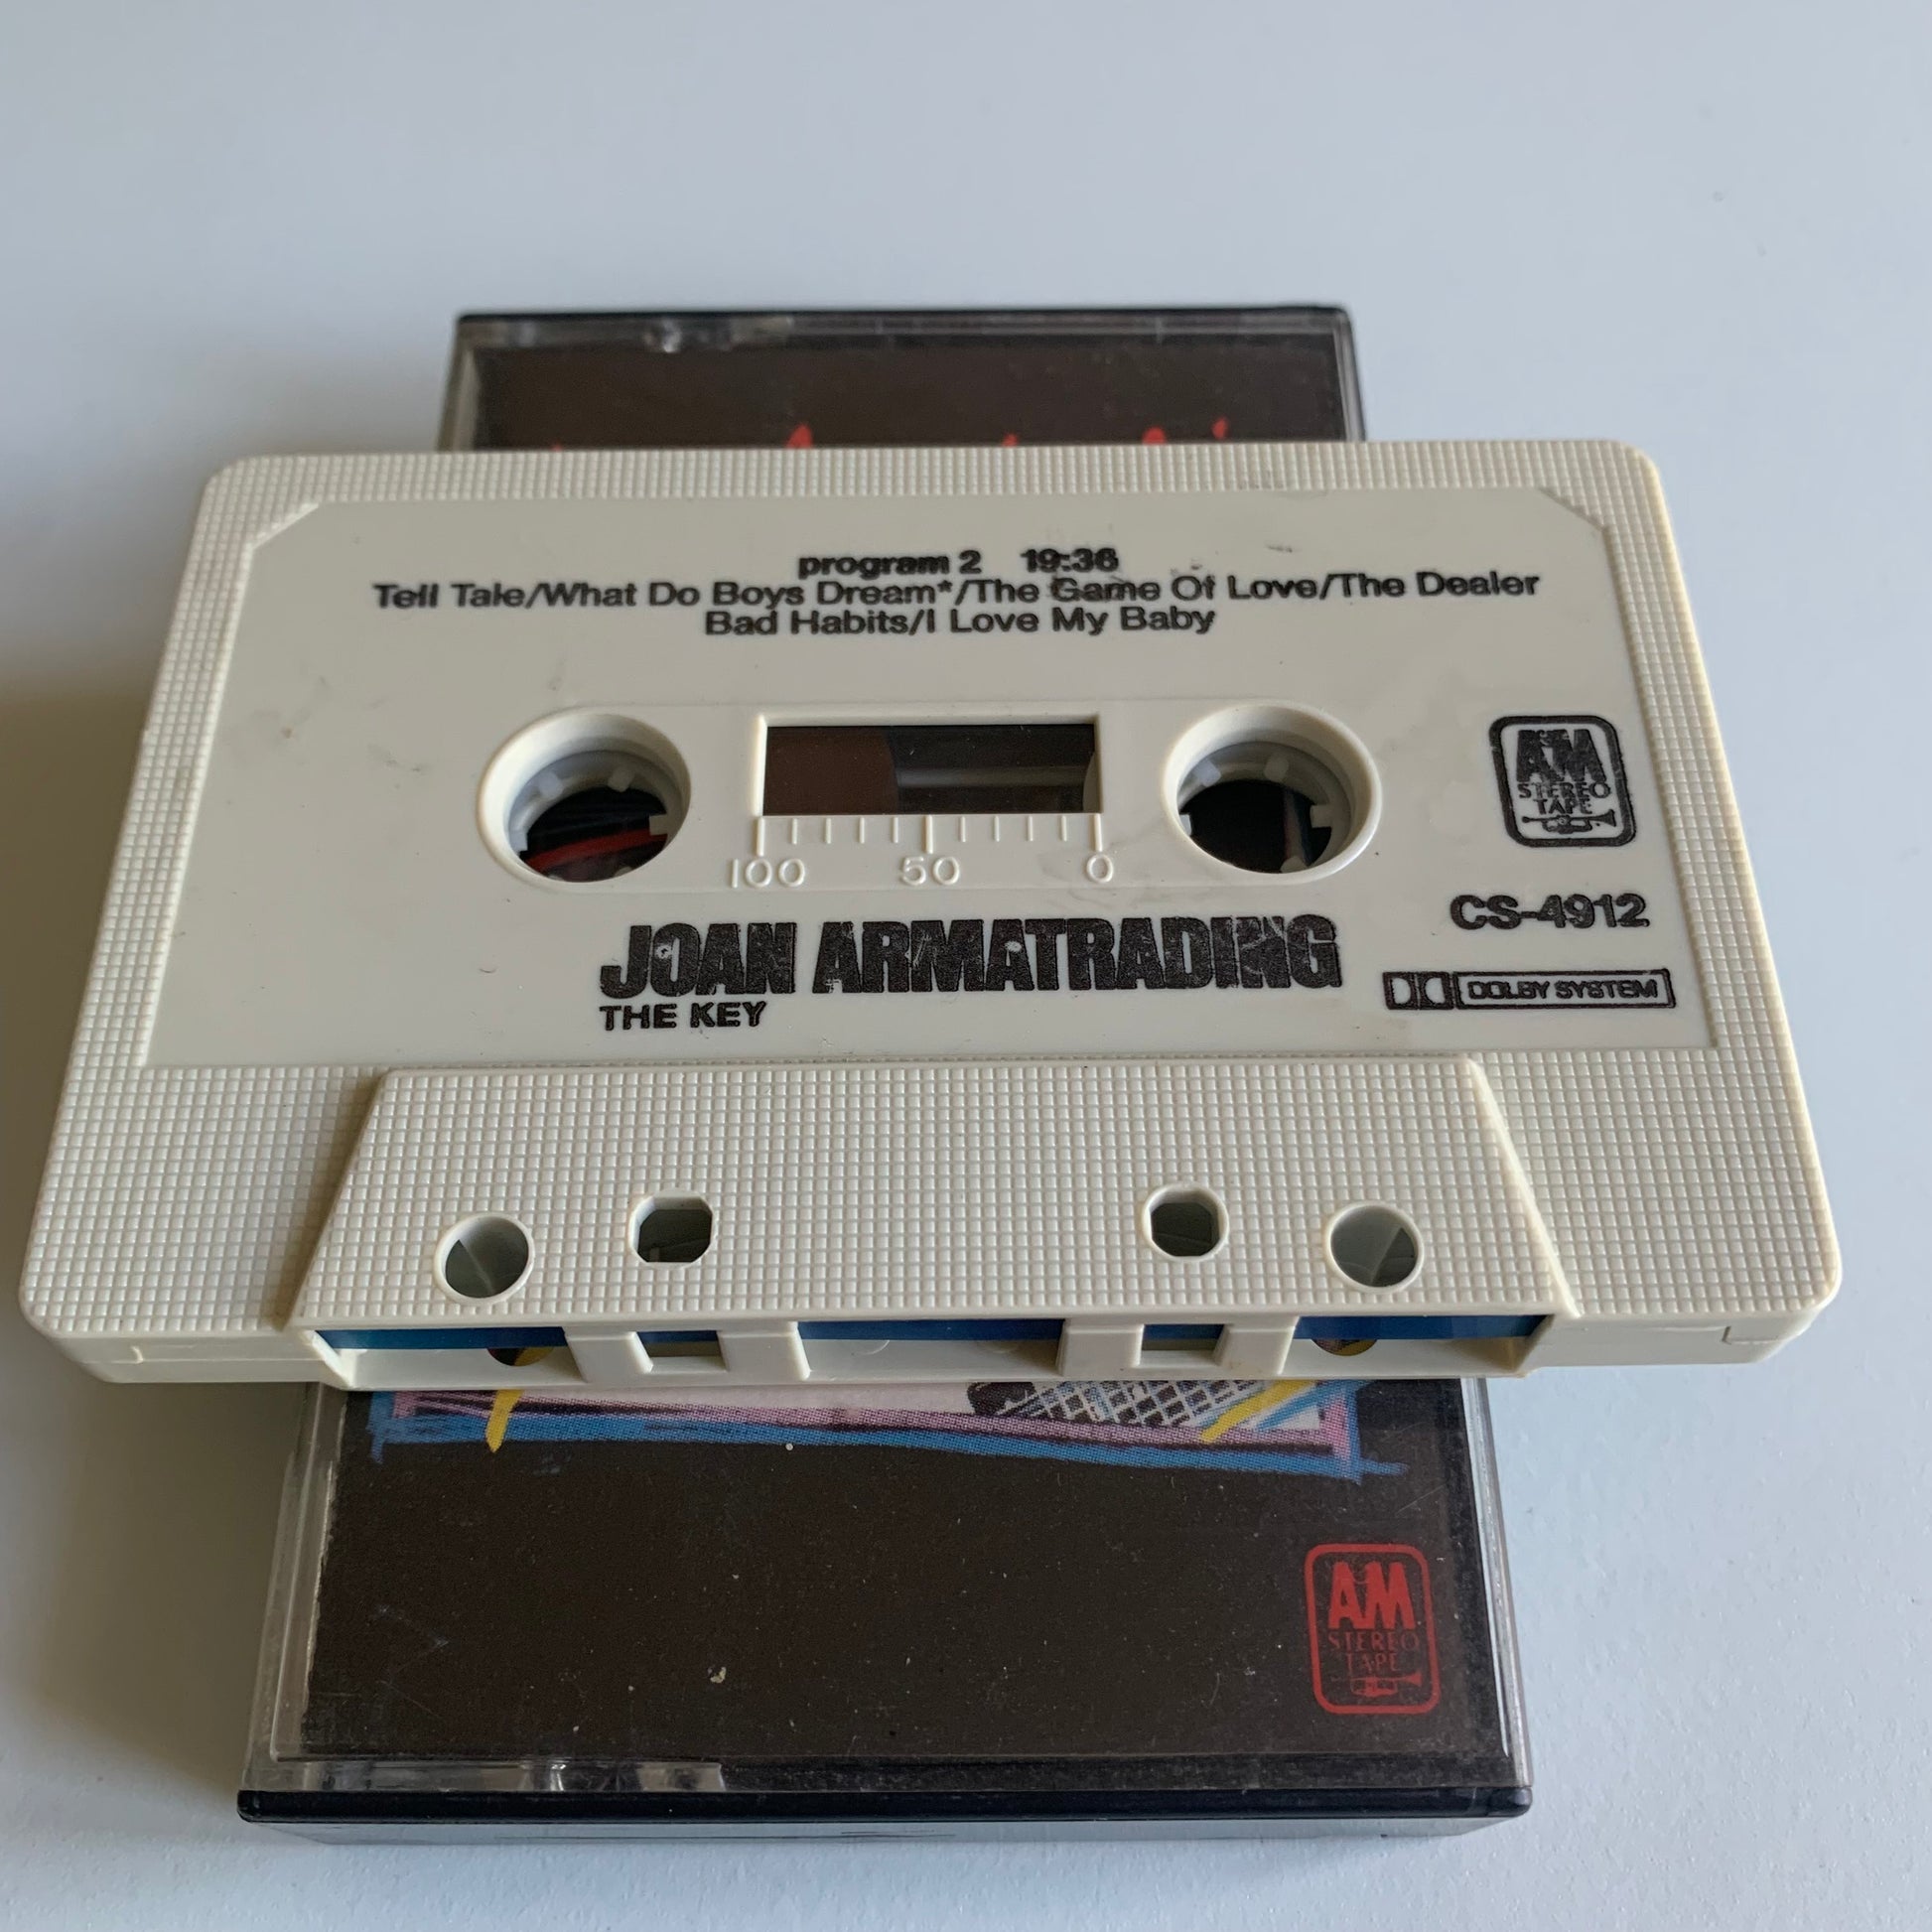 program 2 19:36
Tell Tale/What Do Boys Dream*/The Game Of Love/The Dealer
Bad Habits/I Love My Baby
100 50 0
A&M
STEREO
TAPE
CS-4912
JOAN ARMATRADING
THE KEY
DOLBY SYSTEM
A&M
STEREO
TAPE